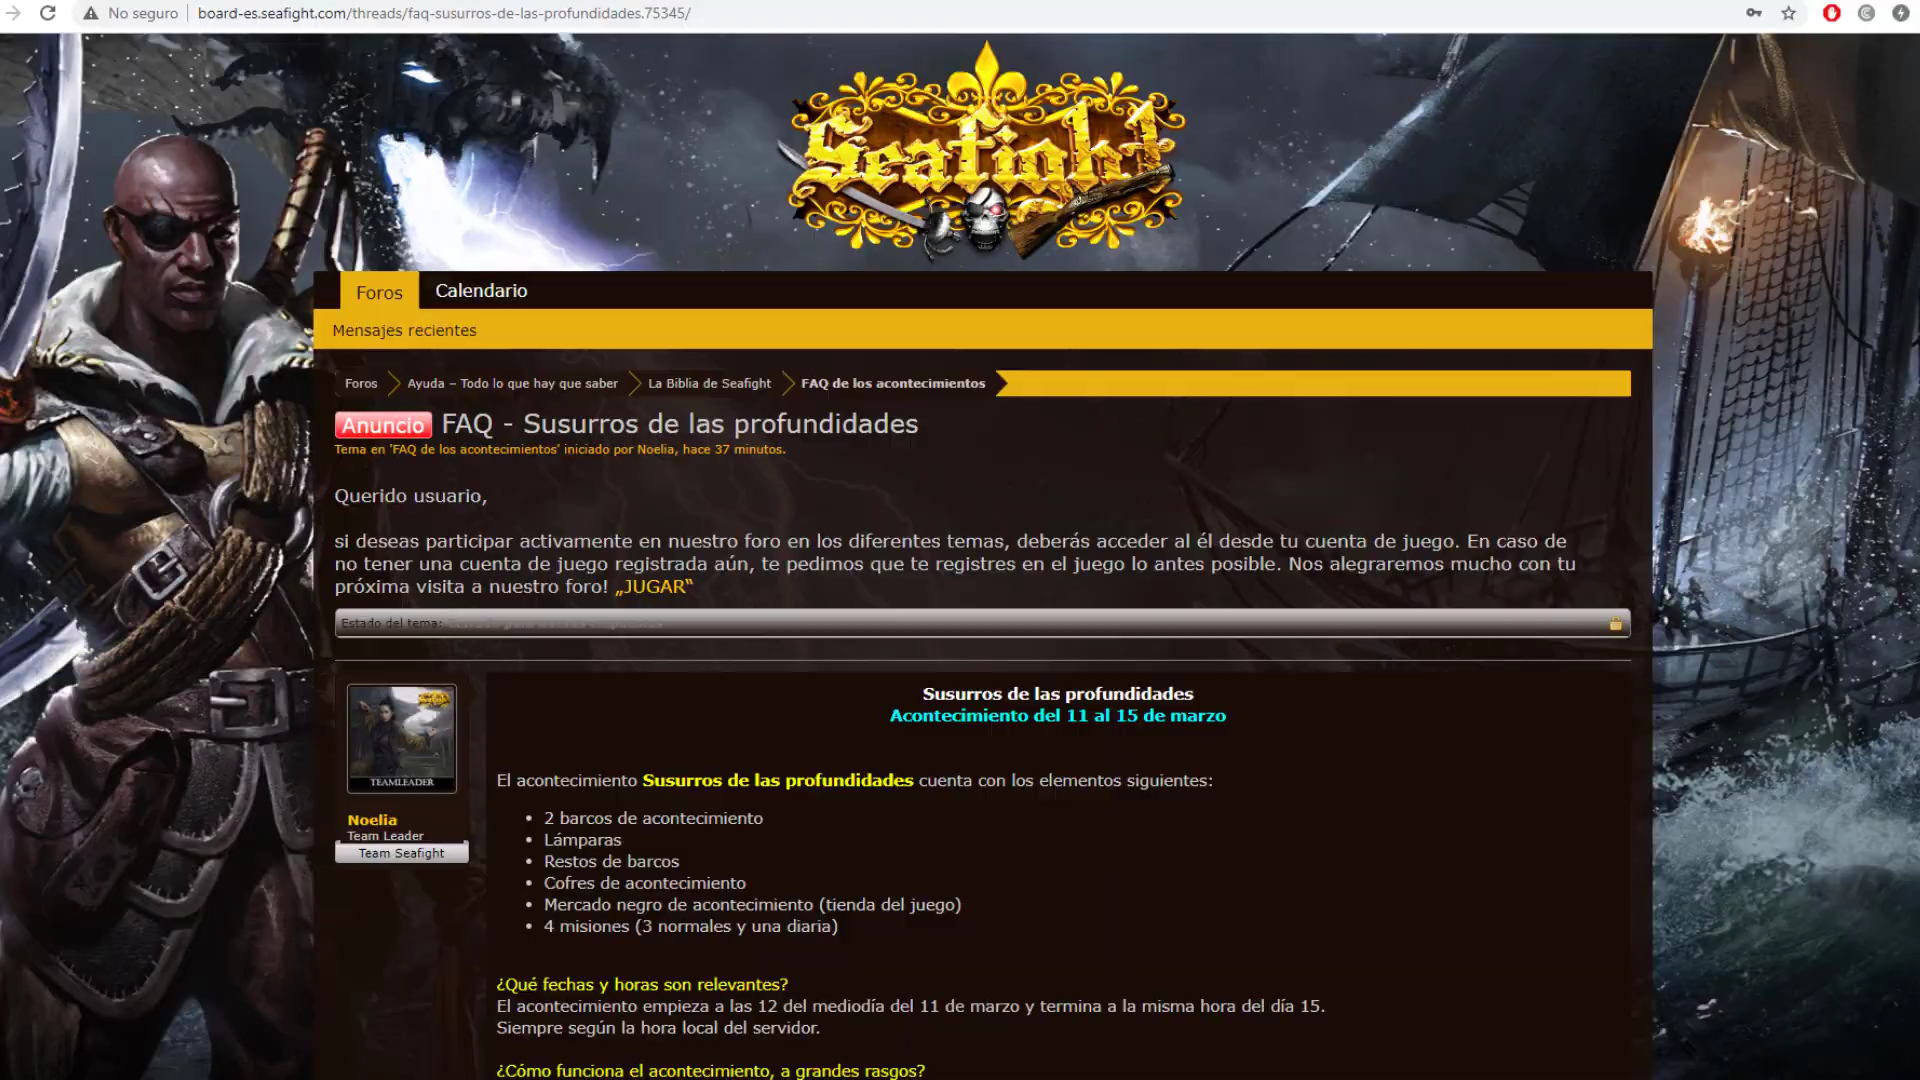 No seguro
board-es.seafight.com/threads/faq-susurros-de-las-profundidades.75345/
Seafight
Foros
Calendario
Mensajes recientes
Foros
Ayuda – Todo lo que hay que saber
La Biblia de Seafight
FAQ de los acontecimientos
Anuncio FAQ - Susurros de las profundidades
Tema en 'FAQ de los acontecimientos' iniciado por Noelia, hace 37 minutos.
Querido usuario,
si deseas participar activamente en nuestro foro en los diferentes temas, deberás acceder al él desde tu cuenta de juego. En caso de
no tener una cuenta de juego registrada aún, te pedimos que te registres en el juego lo antes posible. Nos alegraremos mucho con tu
próxima visita a nuestro foro! „JUGAR“
Estado del tema:
TEAMLEADER
Noelia
Team Leader
Team Seafight
Susurros de las profundidades
Acontecimiento del 11 al 15 de marzo
El acontecimiento Susurros de las profundidades cuenta con los elementos siguientes:
• 2 barcos de acontecimiento
• Lámparas
• Restos de barcos
• Cofres de acontecimiento
• Mercado negro de acontecimiento (tienda del juego)
• 4 misiones (3 normales y una diaria)
¿Qué fechas y horas son relevantes?
El acontecimiento empieza a las 12 del mediodía del 11 de marzo y termina a la misma hora del día 15.
Siempre según la hora local del servidor.
¿Cómo funciona el acontecimiento, a grandes rasgos?